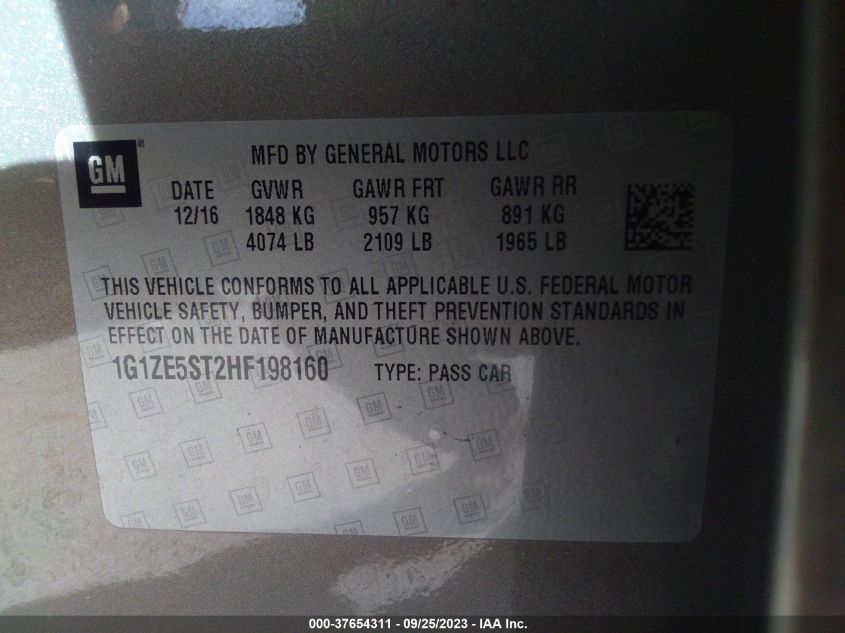 GM ®
MFD BY GENERAL MOTORS LLC
DATE GVWR GAWR FRT GAWR RR
12/16 1848 KG 957 KG 891 KG
4074 LB 2109 LB 1965 LB
THIS VEHICLE CONFORMS TO ALL APPLICABLE U.S. FEDERAL MOTOR
VEHICLE SAFETY, BUMPER, AND THEFT PREVENTION STANDARDS IN
EFFECT ON THE DATE OF MANUFACTURE SHOWN ABOVE.
1G1ZE5ST2HF198160 TYPE: PASS CAR
000-37654311 - 09/25/2023 - IAA Inc.